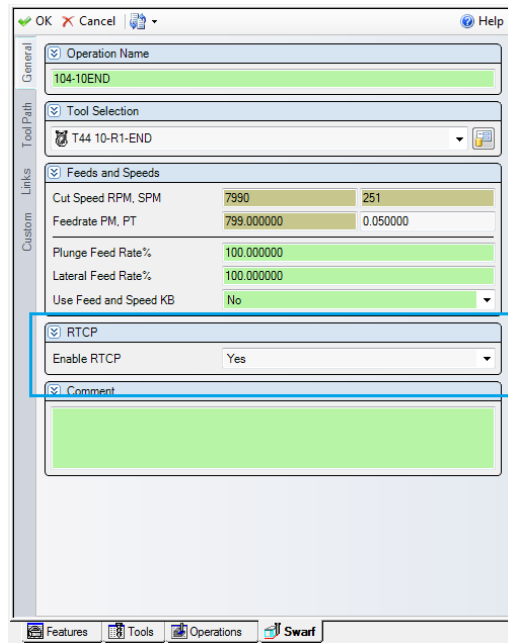 OK Cancel Help
General
Tool Path
Links
Custom
Operation Name
104-10END
Tool Selection
T44 10-R1-END
Feeds and Speeds
Cut Speed RPM, SPM 7990 251
Feedrate PM, PT 799.000000 0.050000
Plunge Feed Rate% 100.000000
Lateral Feed Rate% 100.000000
Use Feed and Speed KB No
RTCP
Enable RTCP Yes
Comment
Features Tools Operations Swarf